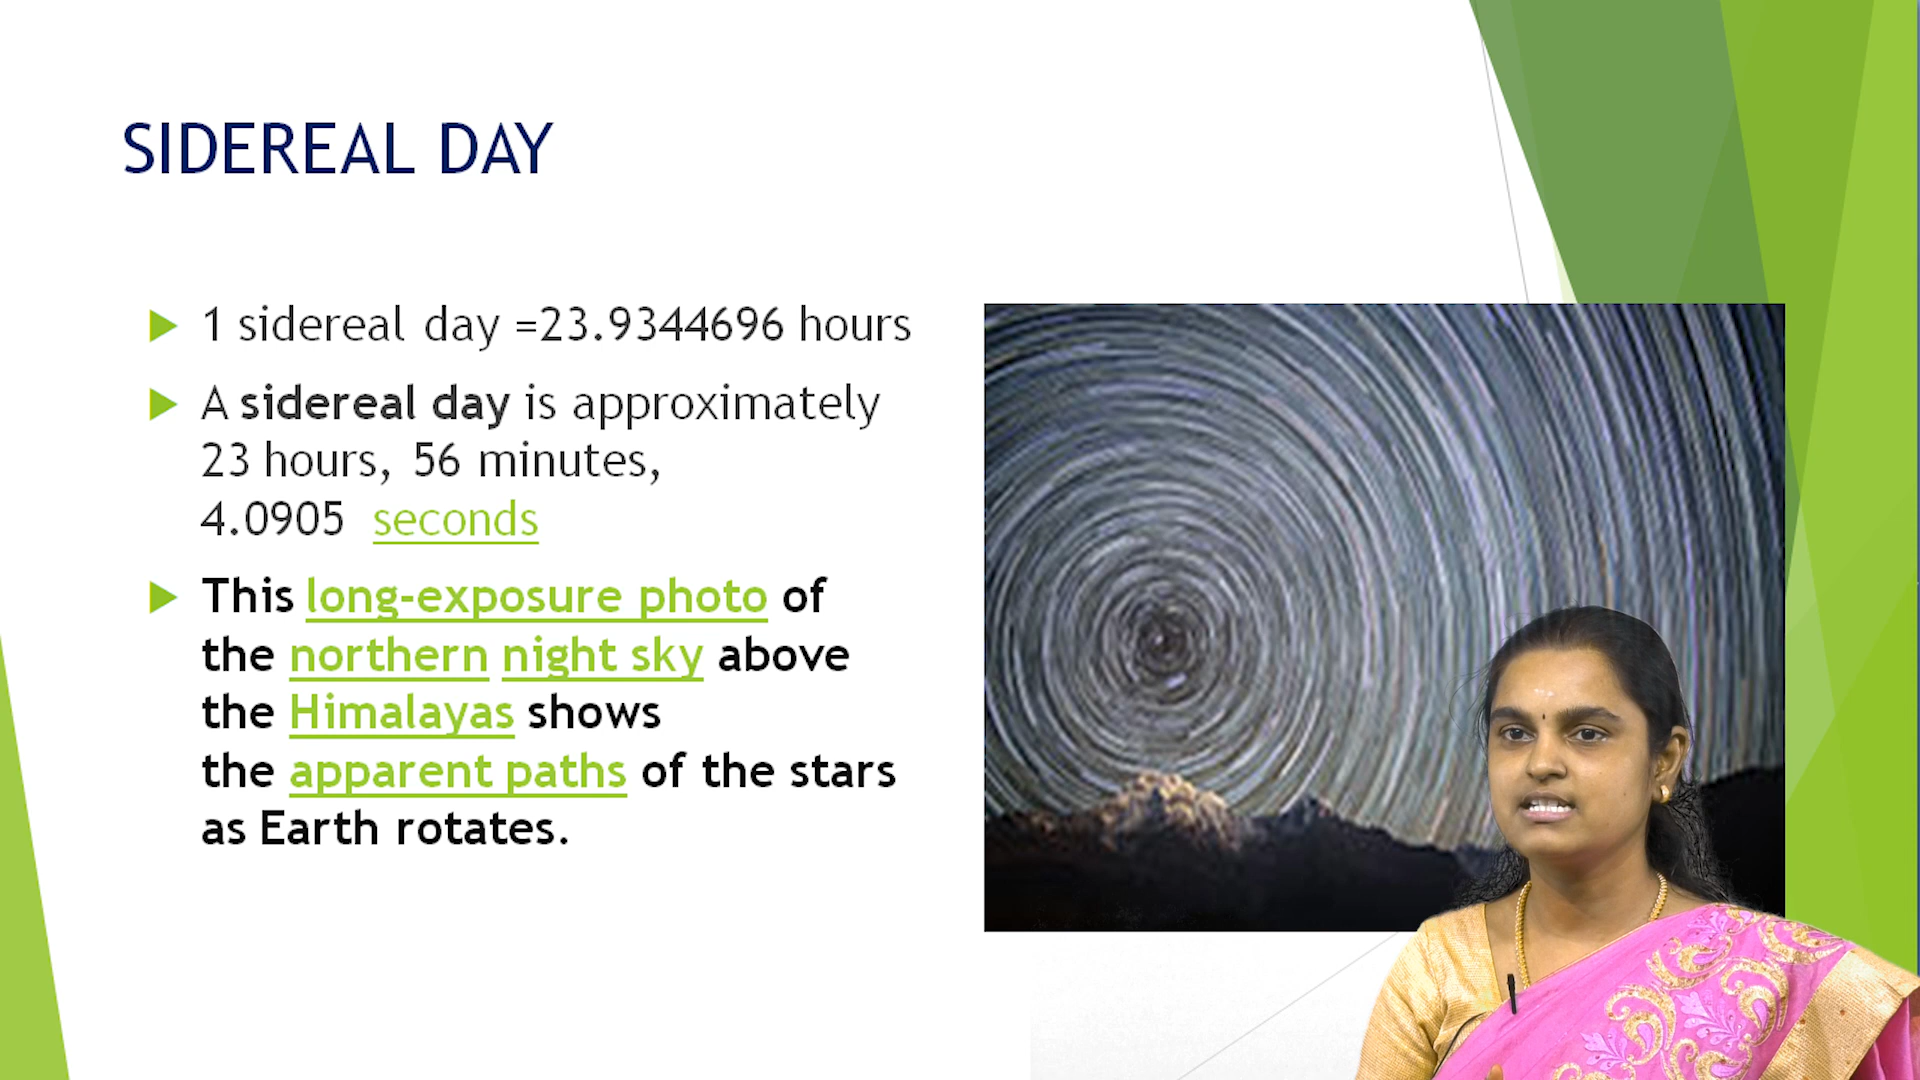 SIDEREAL DAY
1 sidereal day =23.9344696 hours
A sidereal day is approximately
23 hours, 56 minutes,
4.0905 seconds
This long-exposure photo of
the northern night sky above
the Himalayas shows
the apparent paths of the stars
as Earth rotates.